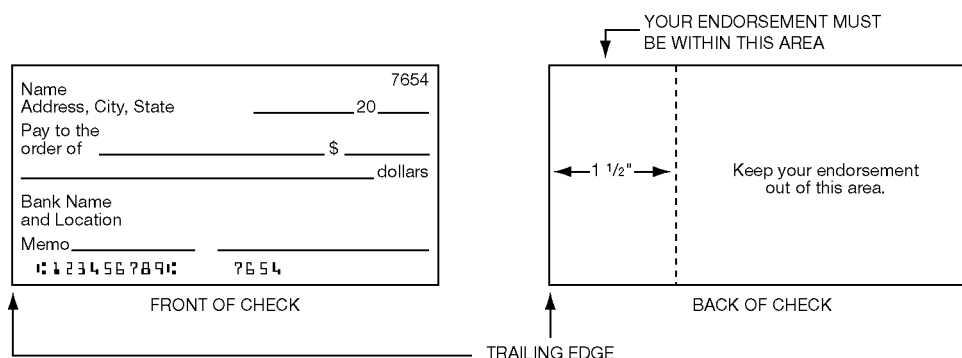 YOUR ENDORSEMENT MUST
BE WITHIN THIS AREA
7654
Name
Address, City, State 20
Pay to the
order of $
dollars
Bank Name
and Location
Memo
⑆123456789⑆ 7654
FRONT OF CHECK
1 1/2"
Keep your endorsement
out of this area.
BACK OF CHECK
TRAILING EDGE